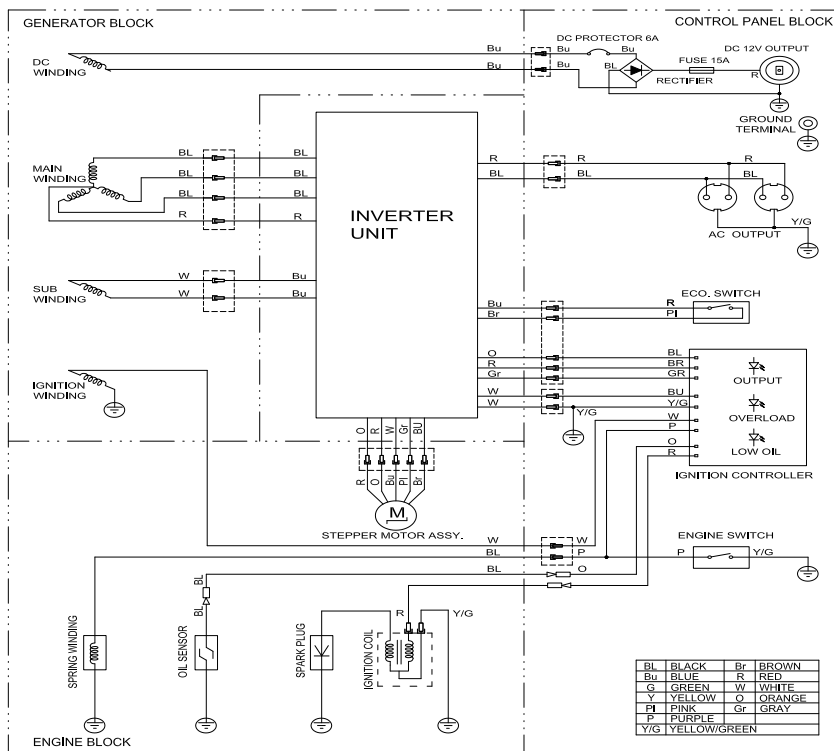 GENERATOR BLOCK
CONTROL PANEL BLOCK
DC PROTECTOR 6A
DC 12V OUTPUT
Bu
Bu
Bu
FUSE 15A
DC
WINDING
Bu
Bu
BL
RECTIFIER
R
GROUND
TERMINAL
MAIN
WINDING
BL
BL
BL
BL
BL
BL
R
R
INVERTER
UNIT
R
R
R
BL
BL
BL
Y/G
AC OUTPUT
SUB
WINDING
W
Bu
W
Bu
ECO. SWITCH
Bu
R
Br
PI
IGNITION
WINDING
O
BL
R
BR
Gr
GR
OUTPUT
W
BU
W
Y/G
Y/G
OVERLOAD
W
P
O
LOW OIL
R
IGNITION CONTROLLER
O
R
W
Gr
BU
R
O
Bu
PI
Br
M
STEPPER MOTOR ASSY.
ENGINE SWITCH
W
W
BL
P
P
Y/G
BL
O
BL
BL
R
Y/G
SPRING WINDING
OIL SENSOR
SPARK PLUG
IGNITION COIL
BL BLACK Br BROWN
Bu BLUE R RED
G GREEN W WHITE
Y YELLOW O ORANGE
PI PINK Gr GRAY
P PURPLE
Y/G YELLOW/GREEN
ENGINE BLOCK